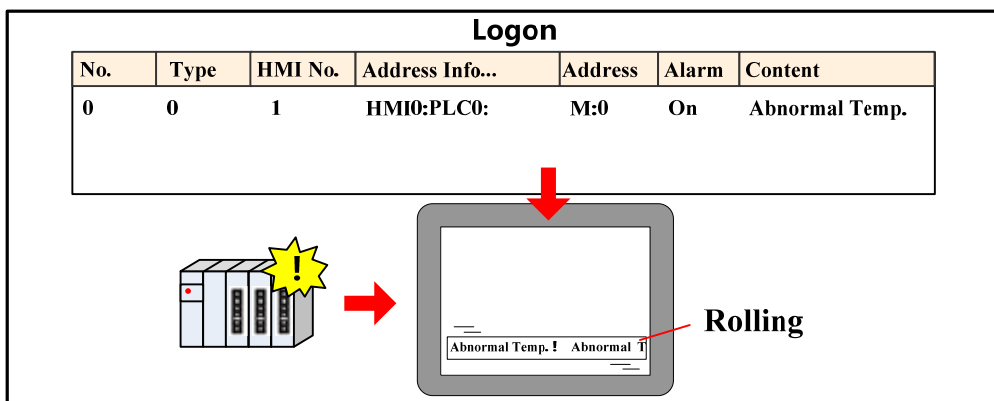 Logon
No. Type HMI No. Address Info... Address Alarm Content
0 0 1 HMI0:PLC0: M:0 On Abnormal Temp.
!
Rolling
Abnormal Temp. ! Abnormal T